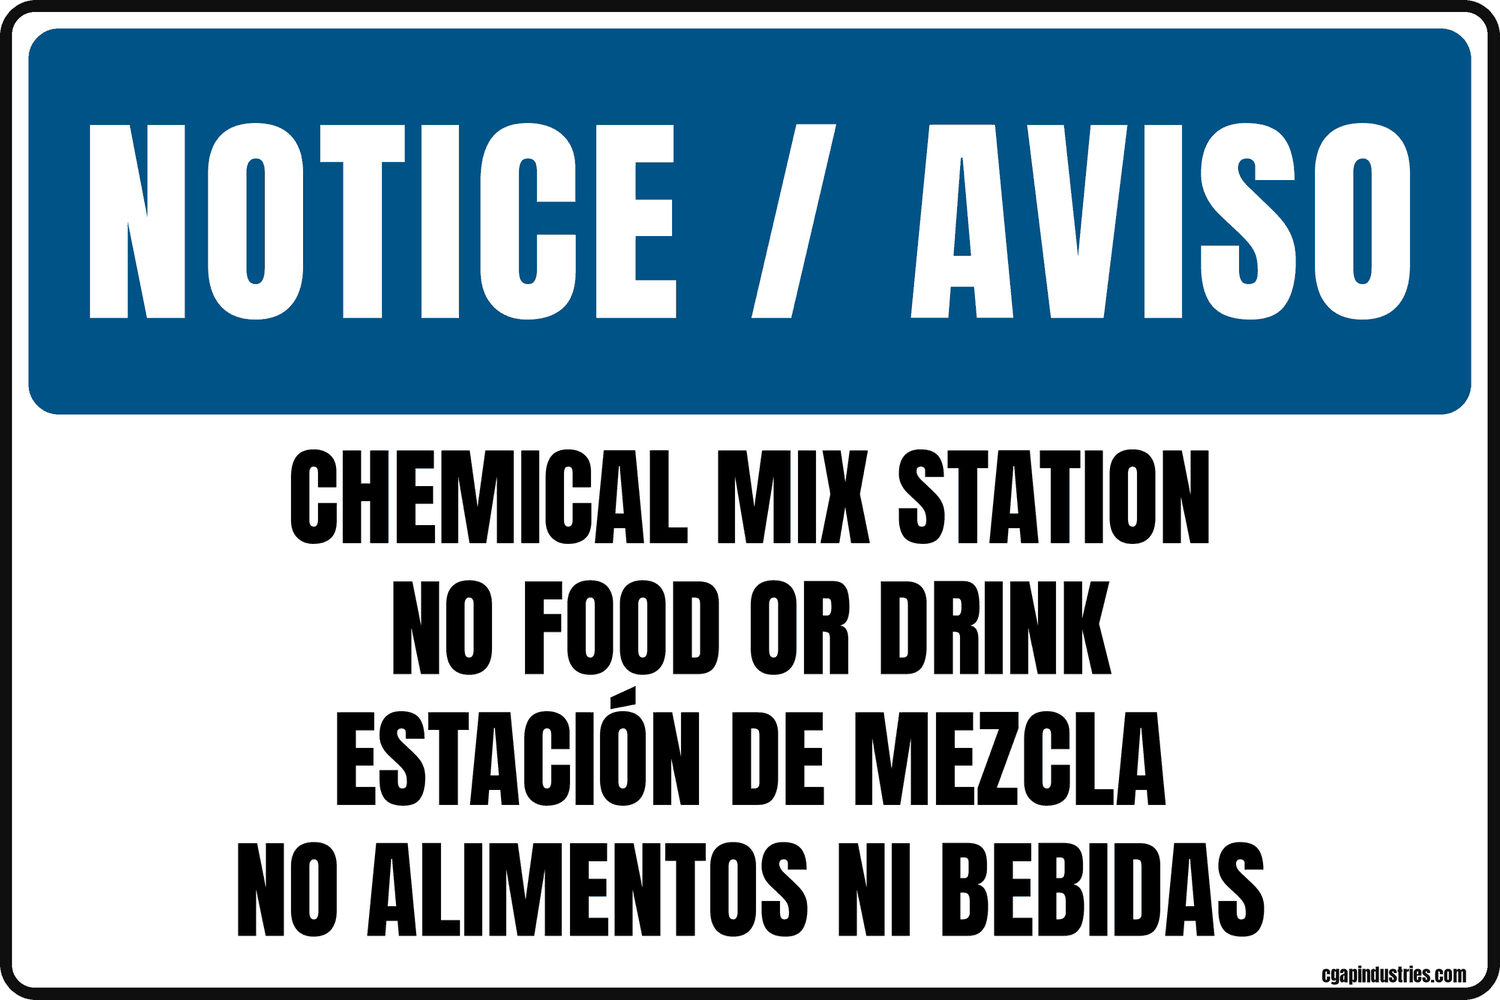 NOTICE / AVISO
CHEMICAL MIX STATION
NO FOOD OR DRINK
ESTACIÓN DE MEZCLA
NO ALIMENTOS NI BEBIDAS
cgapindustries.com